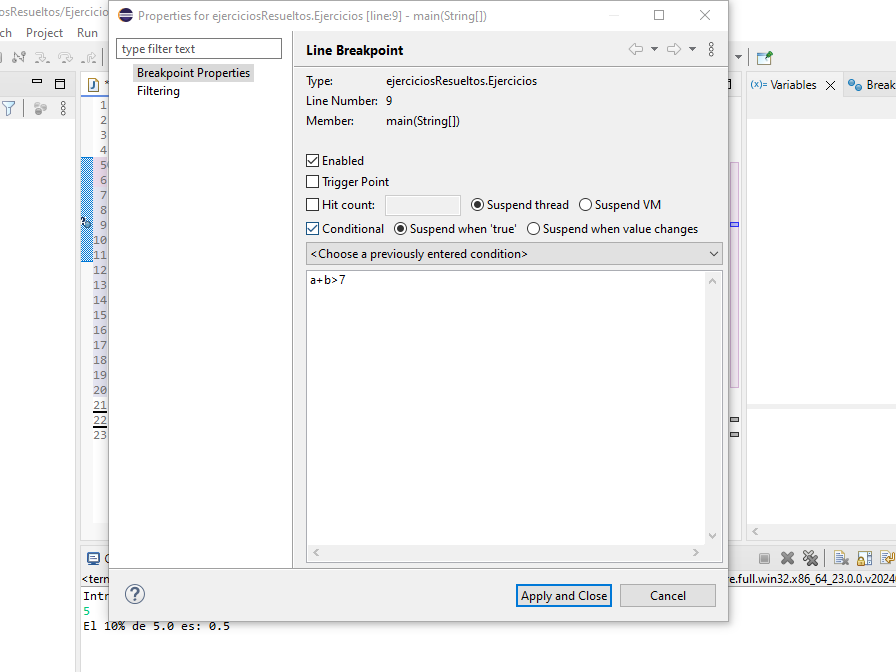 osResueltos/Ejercicio
Properties for ejerciciosResueltos.Ejercicios [line:9] - main(String[])
ch Project Run
type filter text
Line Breakpoint
Breakpoint Properties
Filtering
Type: ejerciciosResueltos.Ejercicios
Line Number: 9
Member: main(String[])
Enabled
Trigger Point
Hit count: Suspend thread Suspend VM
Conditional Suspend when 'true' Suspend when value changes
<Choose a previously entered condition>
a+b>7
(x)= Variables Break
1
2
3
4
5
6
7
8
9
10
11
12
13
14
15
16
17
18
19
20
21
22
23
Apply and Close Cancel
<tern
re.full.win32.x86_64_23.0.0.v2024
Intr
5
El 10% de 5.0 es: 0.5